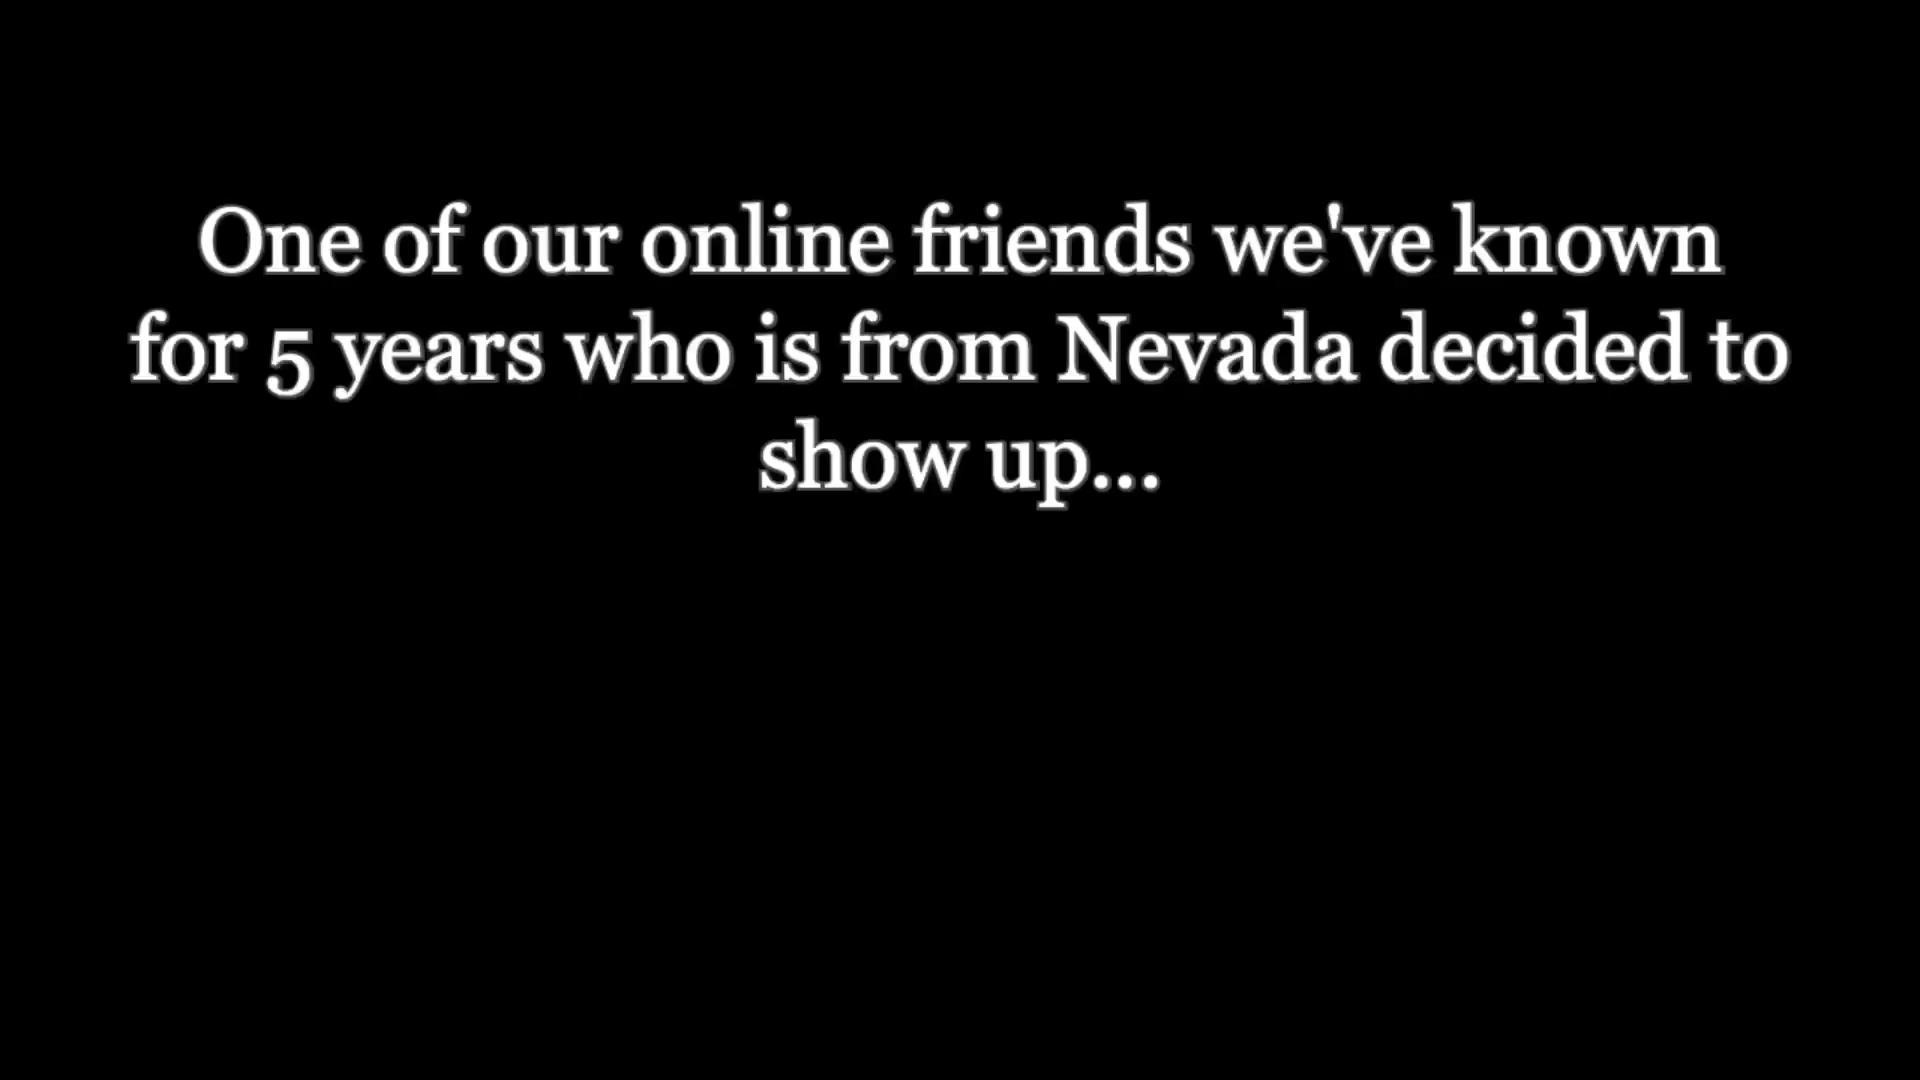 One of our online friends we've known
for 5 years who is from Nevada decided to
show up...